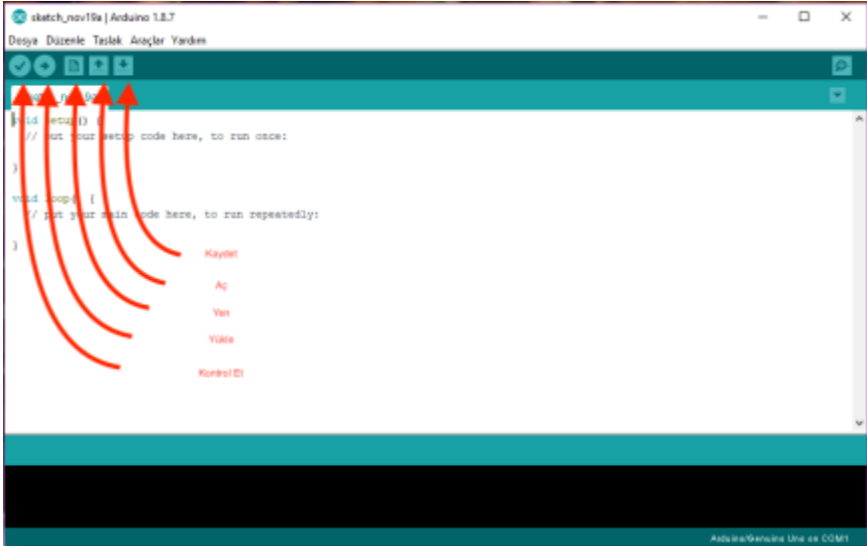 sketch_nov19a | Arduino 1.8.7
Dosya Düzenle Taslak Araçlar Yardım
void setup() {
// put your setup code here, to run once:
}
void loop() {
// put your main code here, to run repeatedly:
}
Kaydet
Aç
Yeni
Yükle
Kontrol Et
Arduino/Genuino Uno on COM1